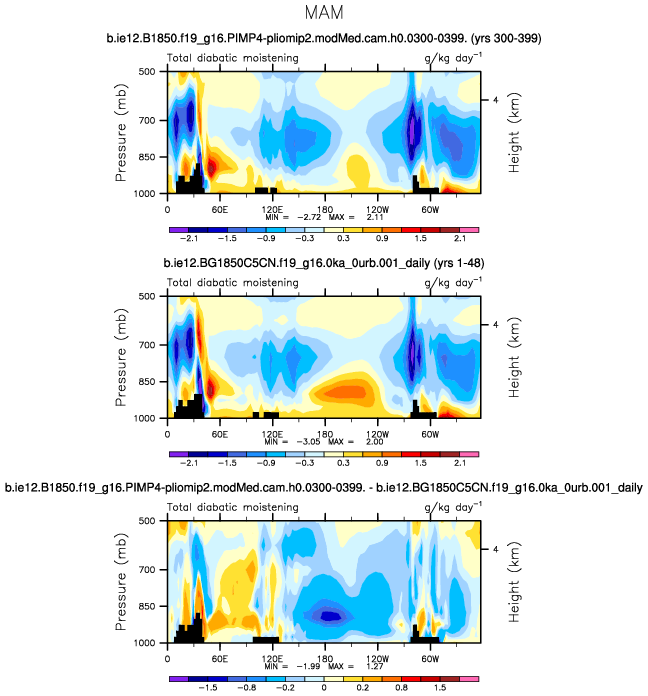 MAM
b.ie12.B1850.f19_g16.PIMP4-pliomip2.modMed.cam.h0.0300-0399. (yrs 300-399)
Total diabatic moistening g/kg day⁻¹
Pressure (mb)
500
700
850
1000
4
Height (km)
0 60E 120E 180 120W 60W
MIN = -2.72 MAX = 2.11
-2.1 -1.5 -0.9 -0.3 0.3 0.9 1.5 2.1
b.ie12.BG1850C5CN.f19_g16.0ka_0urb.001_daily (yrs 1-48)
Total diabatic moistening g/kg day⁻¹
Pressure (mb)
500
700
850
1000
4
Height (km)
0 60E 120E 180 120W 60W
MIN = -3.05 MAX = 2.00
-2.1 -1.5 -0.9 -0.3 0.3 0.9 1.5 2.1
b.ie12.B1850.f19_g16.PIMP4-pliomip2.modMed.cam.h0.0300-0399. - b.ie12.BG1850C5CN.f19_g16.0ka_0urb.001_daily
Total diabatic moistening g/kg day⁻¹
Pressure (mb)
500
700
850
1000
4
Height (km)
0 60E 120E 180 120W 60W
MIN = -1.99 MAX = 1.27
-1.5 -0.8 -0.2 0 0.2 0.8 1.5